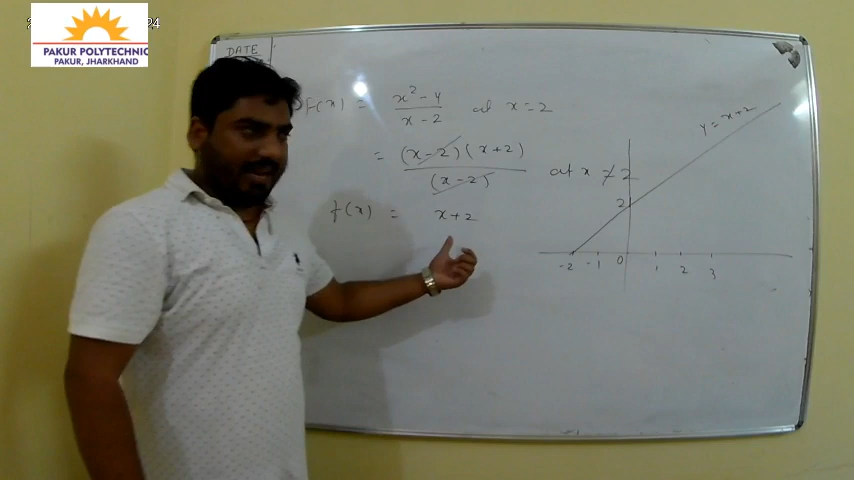 PAKUR POLYTECHNIC
PAKUR, JHARKHAND
DATE
f(x) = x² - 4 / x - 2 at x = 2
= (x - 2)(x + 2) / (x - 2) at x ≠ 2
f(x) = x + 2
y = x + 2
2
-2 -1 0 1 2 3